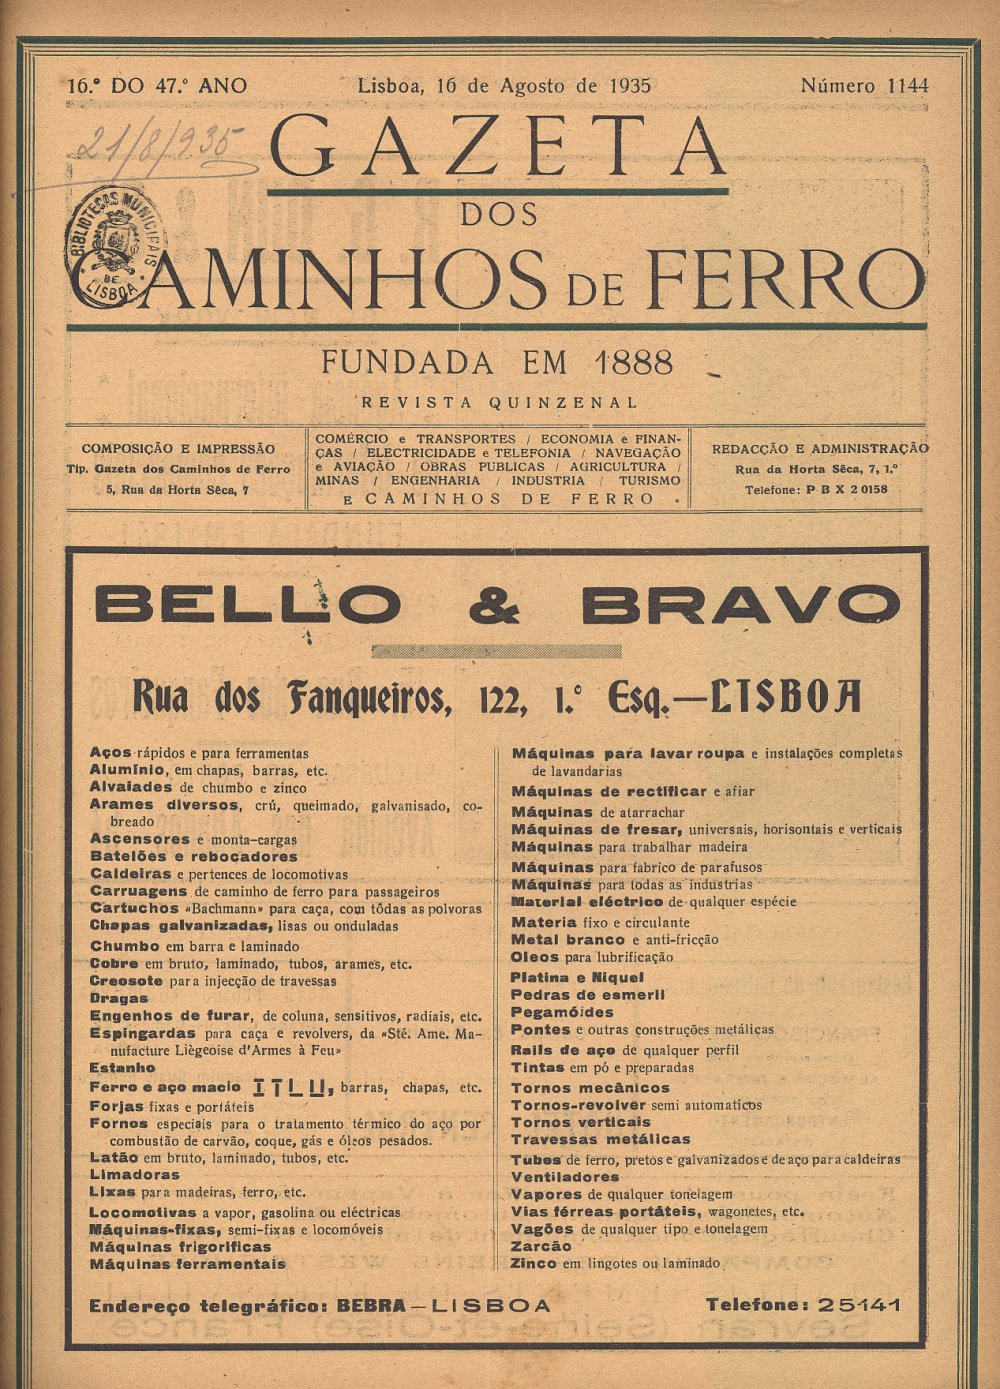 16.º DO 47.º ANO
Lisboa, 16 de Agosto de 1935
Número 1144
21/8/935
GAZETA
DOS
CAMINHOS DE FERRO
BIBLIOTECAS MUNICIPAIS
DE
LISBOA
FUNDADA EM 1888
REVISTA QUINZENAL
COMPOSIÇÃO E IMPRESSÃO
Tip. Gazeta dos Caminhos de Ferro
5, Rua da Horta Sêca, 7
COMÉRCIO e TRANSPORTES / ECONOMIA e FINAN-
ÇAS / ELECTRICIDADE e TELEFONIA / NAVEGAÇÃO
e AVIAÇÃO / OBRAS PUBLICAS / AGRICULTURA /
MINAS / ENGENHARIA / INDUSTRIA / TURISMO
E CAMINHOS DE FERRO
REDACÇÃO E ADMINISTRAÇÃO
Rua da Horta Sêca, 7, 1.º
Telefone: P B X 2 0158
BELLO & BRAVO
Rua dos Fanqueiros, 122, 1.º Esq.—LISBOA
Aços rápidos e para ferramentas
Alumínio, em chapas, barras, etc.
Alvaiades de chumbo e zinco
Arames diversos, crú, queimado, galvanisado, co-
breado
Ascensores e monta-cargas
Batelões e rebocadores
Caldeiras e pertences de locomotivas
Carruagens de caminho de ferro para passageiros
Cartuchos «Bachmann» para caça, com tôdas as polvoras
Chapas galvanizadas, lisas ou onduladas
Chumbo em barra e laminado
Cobre em bruto, laminado, tubos, arames, etc.
Creosote para injecção de travessas
Dragas
Engenhos de furar, de coluna, sensitivos, radiais, etc.
Espingardas para caça e revolvers, da «Sté. Ame. Ma-
nufacture Liègeoise d'Armes à Feu»
Estanho
Ferro e aço macio I T L U, barras, chapas, etc.
Forjas fixas e portáteis
Fornos especiais para o tratamento térmico do aço por
combustão de carvão, coque, gás e óleos pesados.
Latão em bruto, laminado, tubos, etc.
Limadoras
Lixas para madeiras, ferro, etc.
Locomotivas a vapor, gasolina ou eléctricas
Máquinas-fixas, semi-fixas e locomóveis
Máquinas frigoríficas
Máquinas ferramentais
Máquinas para lavar roupa e instalações completas
de lavandarias
Máquinas de rectificar e afiar
Máquinas de atarrachar
Máquinas de fresar, universais, horisontais e verticais
Máquinas para trabalhar madeira
Máquinas para fabrico de parafusos
Máquinas para todas as industrias
Material eléctrico de qualquer espécie
Materia fixo e circulante
Metal branco e anti-fricção
Oleos para lubrificação
Platina e Niquel
Pedras de esmeril
Pegamóides
Pontes e outras construções metálicas
Rails de aço de qualquer perfil
Tintas em pó e preparadas
Tornos mecânicos
Tornos-revolver semi automaticos
Tornos verticais
Travessas metálicas
Tubos de ferro, pretos e galvanizados e de aço para caldeiras
Ventiladores
Vapores de qualquer tonelagem
Vias férreas portáteis, wagonetes, etc.
Vagões de qualquer tipo e tonelagem
Zarcão
Zinco em lingotes ou laminado
Endereço telegráfico: BEBRA—LISBOA
Telefone: 25141